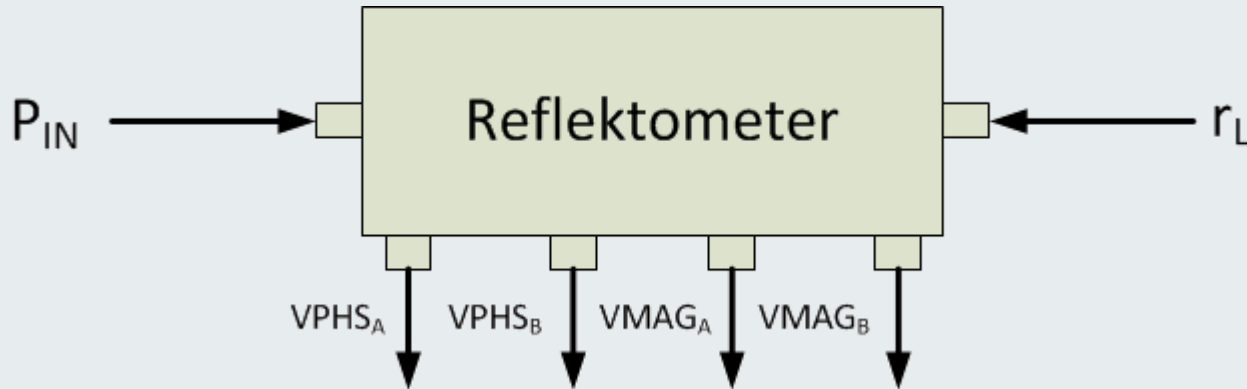 P_IN
Reflektometer
r_L
VPHS_A
VPHS_B
VMAG_A
VMAG_B